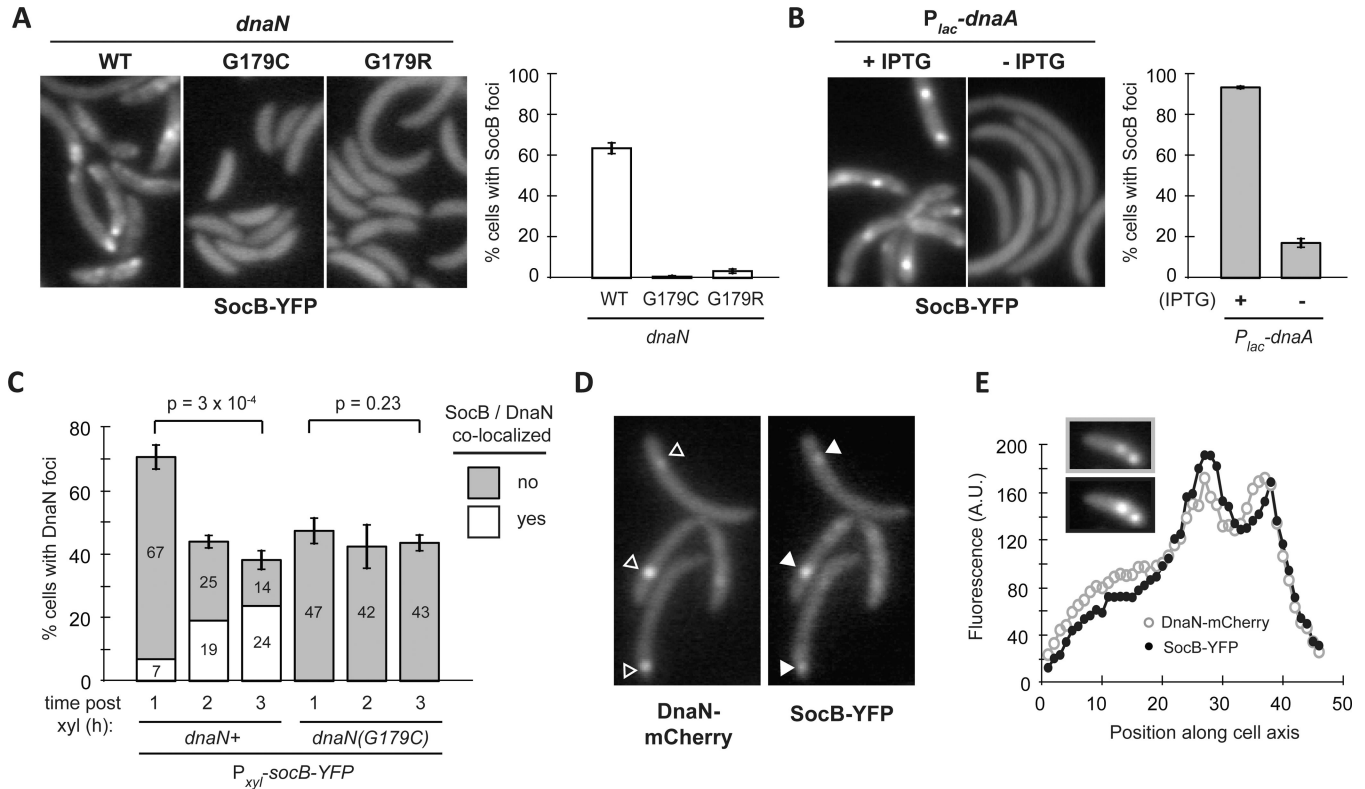 A
dnaN
WT
G179C
G179R
SocB-YFP
% cells with SocB foci
100
80
60
40
20
0
WT
G179C
G179R
dnaN
B
Plac-dnaA
+ IPTG
- IPTG
SocB-YFP
% cells with SocB foci
100
80
60
40
20
0
(IPTG)
+
-
Plac-dnaA
C
p = 3 x 10-4
p = 0.23
SocB / DnaN
co-localized
no
yes
% cells with DnaN foci
80
60
40
20
0
67
7
25
19
14
24
47
42
43
time post
xyl (h):
1
2
3
1
2
3
dnaN+
dnaN(G179C)
Pxyl-socB-YFP
D
DnaN-
mCherry
SocB-YFP
E
Fluorescence (A.U.)
200
160
120
80
40
0
DnaN-mCherry
SocB-YFP
0
10
20
30
40
50
Position along cell axis